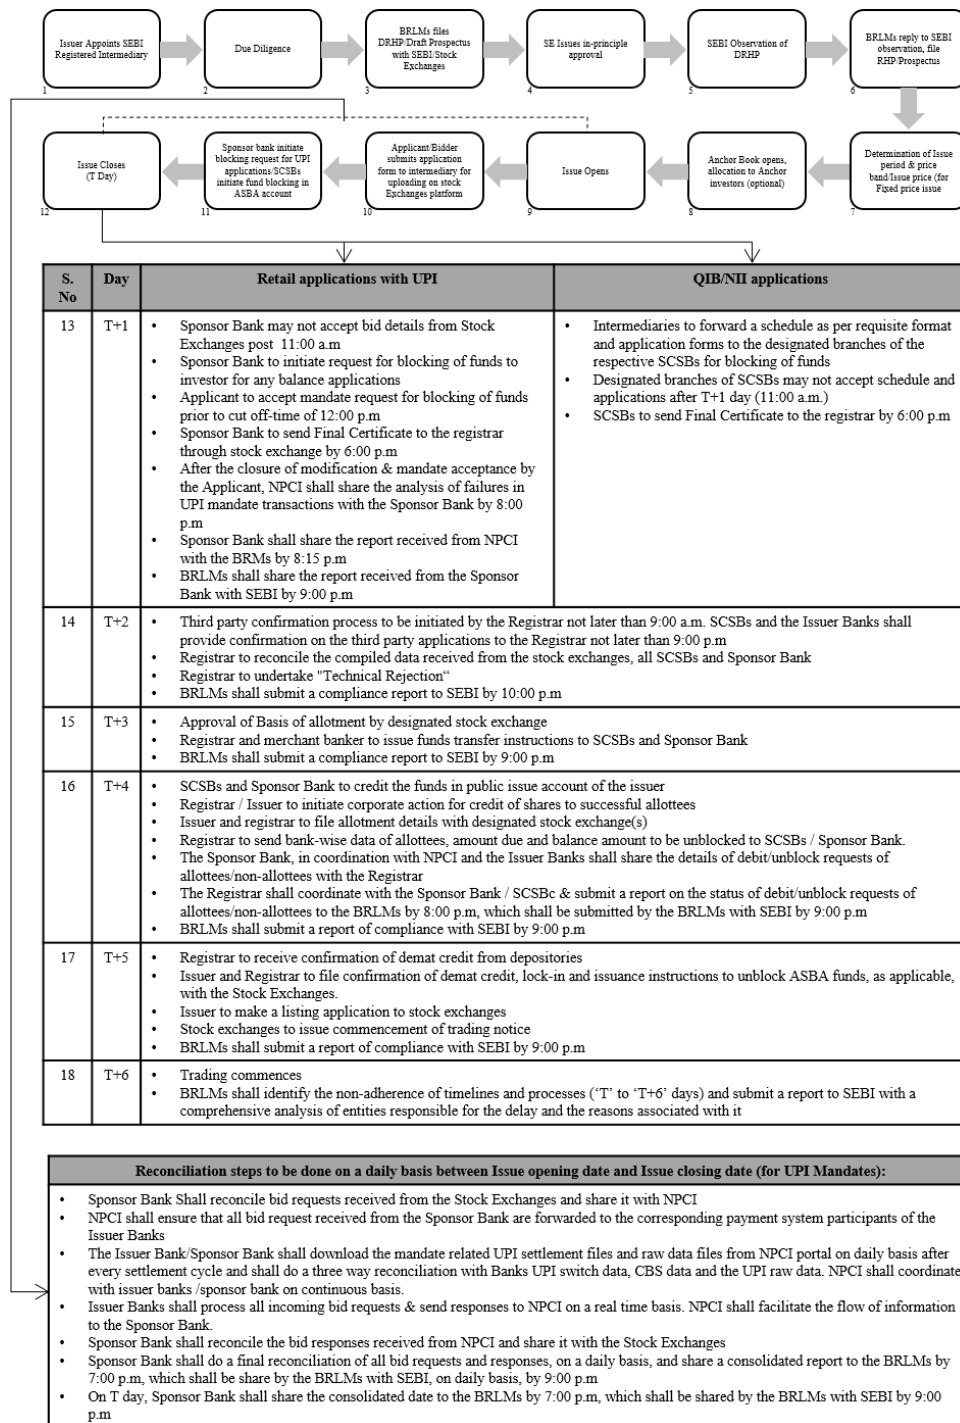 Issuer Appoints SEBI
Registered Intermediary
1
Due Diligence
2
BRLMs files
DRHP/Draft Prospectus
with SEBI/Stock
Exchanges
3
SE Issues in-principle
approval
4
SEBI Observation of
DRHP
5
BRLMs reply to SEBI
observation, file
RHP/Prospectus
6
Determination of Issue
period & price
band/Issue price (for
Fixed price issue
7
Anchor Book opens,
allocation to Anchor
investors (optional)
8
Issue Opens
9
Applicant/Bidder
submits application
form to intermediary for
uploading on stock
Exchanges platform
10
Sponsor bank initiate
blocking request for UPI
applications/SCSBs
initiate fund blocking in
ASBA account
11
Issue Closes
(T Day)
12
S.
No
Day
Retail applications with UPI
QIB/NII applications
13
T+1
• Sponsor Bank may not accept bid details from Stock
Exchanges post 11:00 a.m
• Sponsor Bank to initiate request for blocking of funds to
investor for any balance applications
• Applicant to accept mandate request for blocking of funds
prior to cut off-time of 12:00 p.m
• Sponsor Bank to send Final Certificate to the registrar
through stock exchange by 6:00 p.m
• After the closure of modification & mandate acceptance by
the Applicant, NPCI shall share the analysis of failures in
UPI mandate transactions with the Sponsor Bank by 8:00
p.m
• Sponsor Bank shall share the report received from NPCI
with the BRMs by 8:15 p.m
• BRLMs shall share the report received from the Sponsor
Bank with SEBI by 9:00 p.m
• Intermediaries to forward a schedule as per requisite format
and application forms to the designated branches of the
respective SCSBs for blocking of funds
• Designated branches of SCSBs may not accept schedule and
applications after T+1 day (11:00 a.m.)
• SCSBs to send Final Certificate to the registrar by 6:00 p.m
14
T+2
• Third party confirmation process to be initiated by the Registrar not later than 9:00 a.m. SCSBs and the Issuer Banks shall
provide confirmation on the third party applications to the Registrar not later than 9:00 p.m
• Registrar to reconcile the compiled data received from the stock exchanges, all SCSBs and Sponsor Bank
• Registrar to undertake "Technical Rejection“
• BRLMs shall submit a compliance report to SEBI by 10:00 p.m
15
T+3
• Approval of Basis of allotment by designated stock exchange
• Registrar and merchant banker to issue funds transfer instructions to SCSBs and Sponsor Bank
• BRLMs shall submit a compliance report to SEBI by 9:00 p.m
16
T+4
• SCSBs and Sponsor Bank to credit the funds in public issue account of the issuer
• Registrar / Issuer to initiate corporate action for credit of shares to successful allottees
• Issuer and registrar to file allotment details with designated stock exchange(s)
• Registrar to send bank-wise data of allottees, amount due and balance amount to be unblocked to SCSBs / Sponsor Bank.
• The Sponsor Bank, in coordination with NPCI and the Issuer Banks shall share the details of debit/unblock requests of
allottees/non-allottees with the Registrar
• The Registrar shall coordinate with the Sponsor Bank / SCSBc & submit a report on the status of debit/unblock requests of
allottees/non-allottees to the BRLMs by 8:00 p.m, which shall be submitted by the BRLMs with SEBI by 9:00 p.m
• BRLMs shall submit a report of compliance with SEBI by 9:00 p.m
17
T+5
• Registrar to receive confirmation of demat credit from depositories
• Issuer and Registrar to file confirmation of demat credit, lock-in and issuance instructions to unblock ASBA funds, as applicable,
with the Stock Exchanges.
• Issuer to make a listing application to stock exchanges
• Stock exchanges to issue commencement of trading notice
• BRLMs shall submit a report of compliance with SEBI by 9:00 p.m
18
T+6
• Trading commences
• BRLMs shall identify the non-adherence of timelines and processes (‘T’ to ‘T+6’ days) and submit a report to SEBI with a
comprehensive analysis of entities responsible for the delay and the reasons associated with it
Reconciliation steps to be done on a daily basis between Issue opening date and Issue closing date (for UPI Mandates):
• Sponsor Bank Shall reconcile bid requests received from the Stock Exchanges and share it with NPCI
• NPCI shall ensure that all bid request received from the Sponsor Bank are forwarded to the corresponding payment system participants of the
Issuer Banks
• The Issuer Bank/Sponsor Bank shall download the mandate related UPI settlement files and raw data files from NPCI portal on daily basis after
every settlement cycle and shall do a three way reconciliation with Banks UPI switch data, CBS data and the UPI raw data. NPCI shall coordinate
with issuer banks /sponsor bank on continuous basis.
• Issuer Banks shall process all incoming bid requests & send responses to NPCI on a real time basis. NPCI shall facilitate the flow of information
to the Sponsor Bank.
• Sponsor Bank shall reconcile the bid responses received from NPCI and share it with the Stock Exchanges
• Sponsor Bank shall do a final reconciliation of all bid requests and responses, on a daily basis, and share a consolidated report to the BRLMs by
7:00 p.m, which shall be share by the BRLMs with SEBI, on daily basis, by 9:00 p.m
• On T day, Sponsor Bank shall share the consolidated date to the BRLMs by 7:00 p.m, which shall be shared by the BRLMs with SEBI by 9:00
p.m